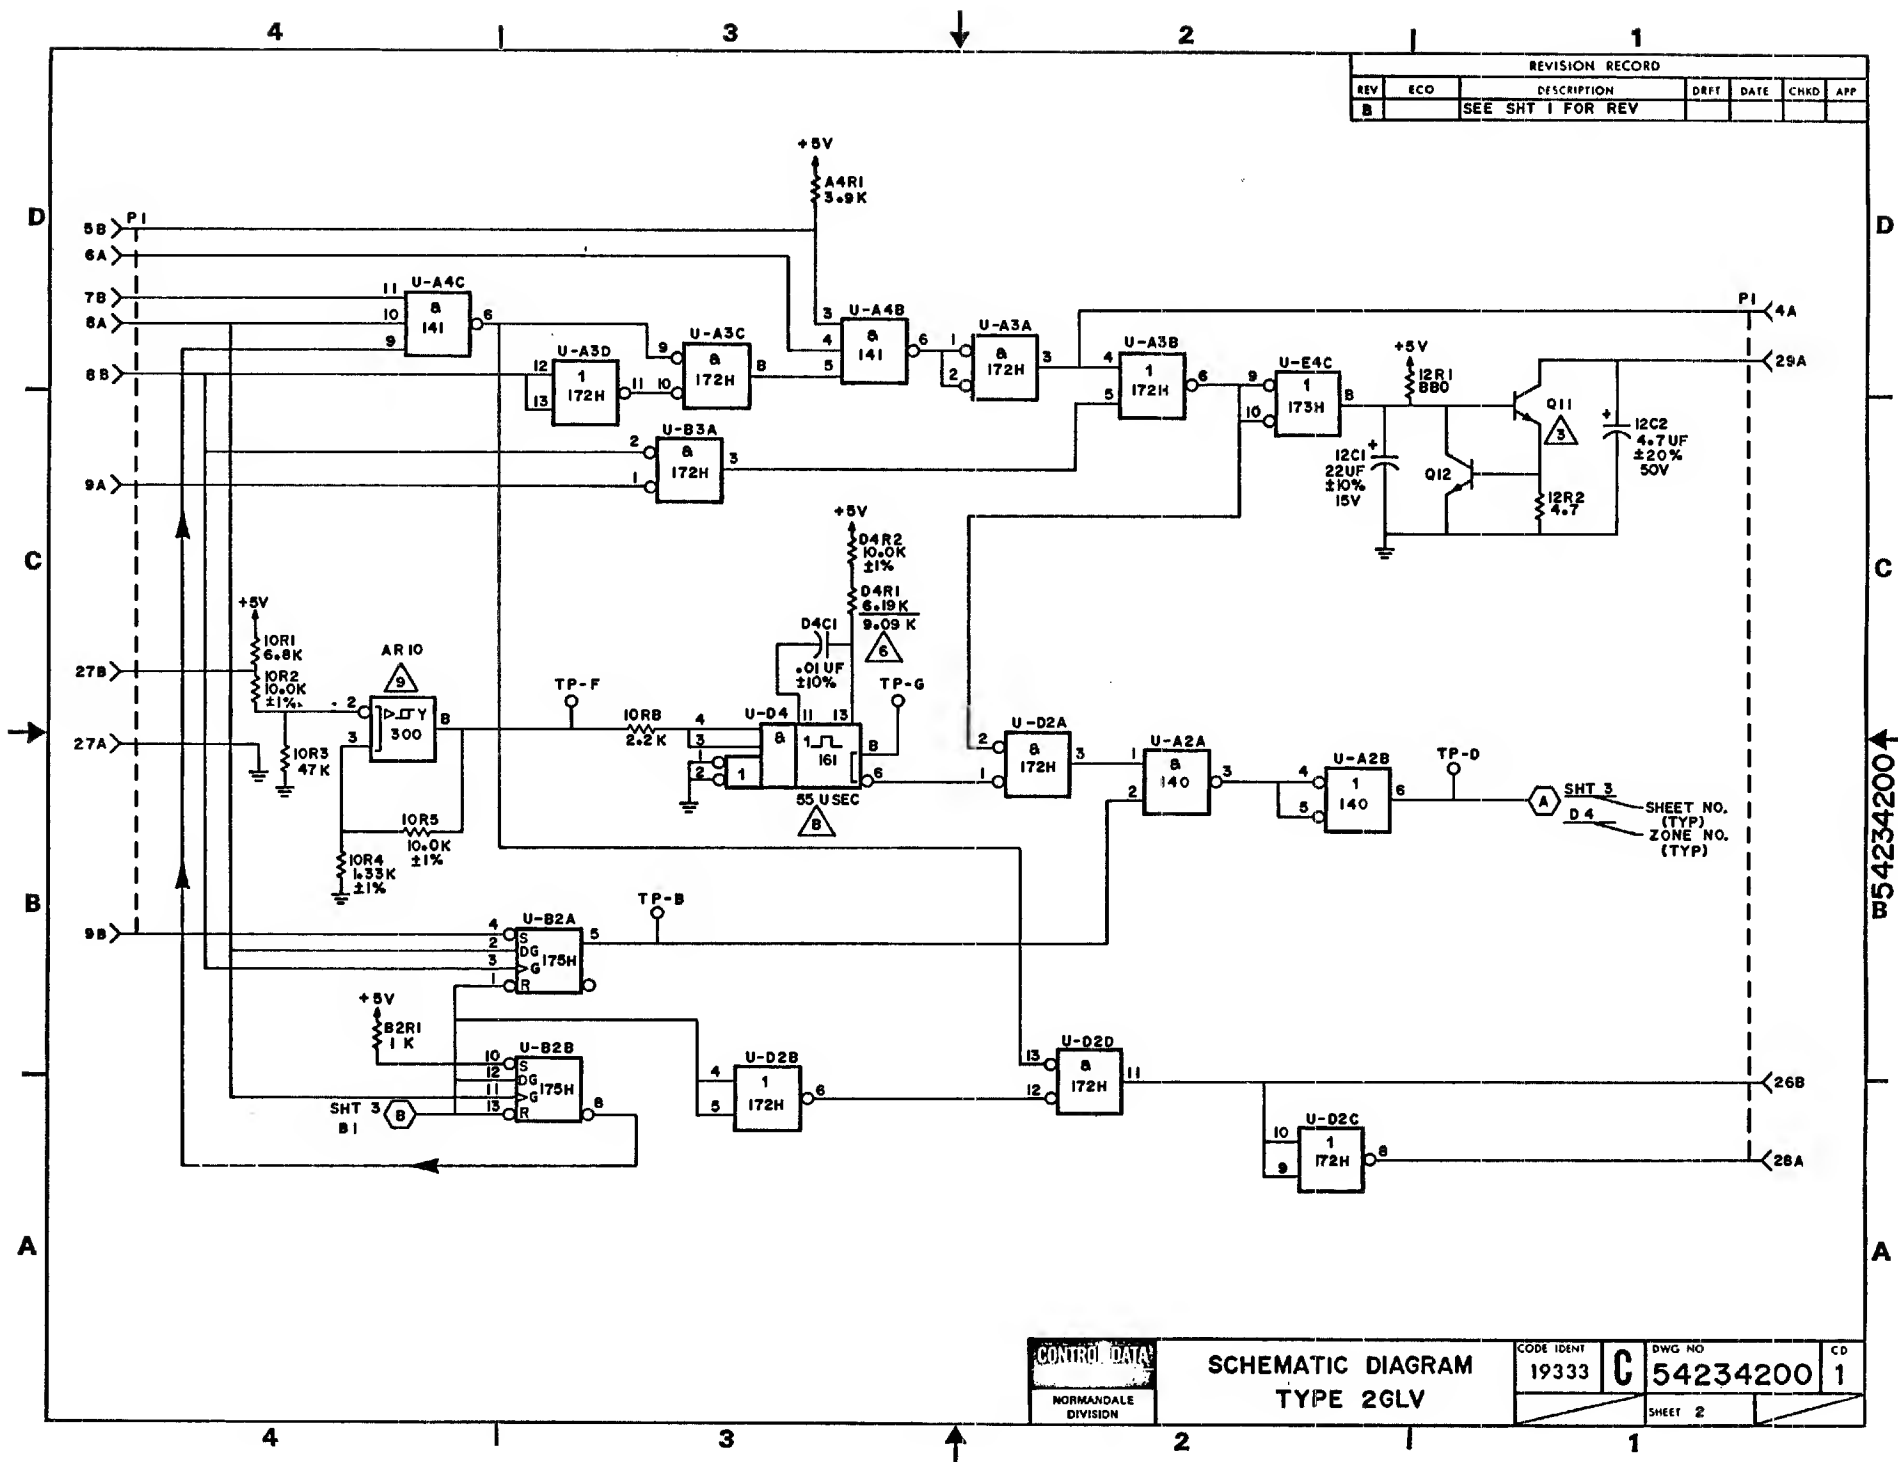 4 3 2 1
REVISION RECORD
REV ECO DESCRIPTION DRFT DATE CHKD APP
B SEE SHT 1 FOR REV
+5V
A4R1
3.9K
D
D
5B P1
6A
7B
8A
8B
9A
11
10
9
U-A4C
&
141
6
12
13
U-A3D
1
172H
11
9
10
U-A3C
&
172H
8
3
4
5
U-A4B
&
141
6
1
2
U-A3A
&
172H
3
4
5
U-A3B
1
172H
6
9
10
U-E4C
1
173H
8
P1
4A
29A
+5V
12R1
880
Q11
3
12C2
4.7UF
±20%
50V
+
12C1
22UF
±10%
15V
+
Q12
12R2
4.7
2
1
U-B3A
&
172H
3
C
C
+5V
D4R2
10.0K
±1%
D4R1
6.19K
9.09K
6
D4C1
.01UF
±10%
+5V
10R1
6.8K
27B
10R2
10.0K
±1%
27A
10R3
47K
AR10
9
2
3
300
8
10R5
10.0K
±1%
10R4
1.33K
±1%
TP-F
10R8
2.2K
U-D4
4
3
1
2
&
1
11 13
1
161
8
6
55 USEC
8
TP-G
2
1
U-D2A
&
172H
3
1
2
U-A2A
&
140
3
4
5
U-A2B
1
140
6
TP-D
A
SHT 3
D4
SHEET NO.
(TYP)
ZONE NO.
(TYP)
B54234200
B
9B
TP-B
4
2
3
1
U-B2A
S
DG
G
R
175H
5
+5V
B2R1
1K
10
12
11
13
U-B2B
S
DG
G
R
175H
8
SHT 3
B1
B
4
5
U-D2B
1
172H
6
13
12
U-D2D
&
172H
11
26B
10
9
U-D2C
1
172H
8
28A
A
A
CONTROL DATA
NORMANDALE
DIVISION
SCHEMATIC DIAGRAM
TYPE 2GLV
CODE IDENT
19333
C
DWG NO
54234200
CD
1
SHEET 2
4 3 2 1